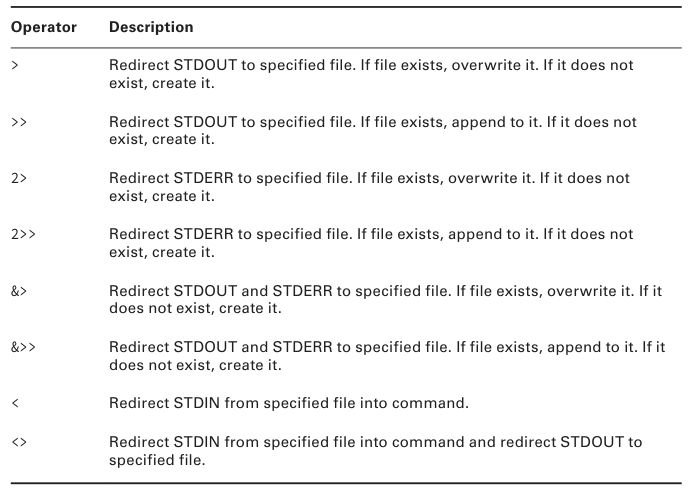 Operator Description
> Redirect STDOUT to specified file. If file exists, overwrite it. If it does not
exist, create it.
>> Redirect STDOUT to specified file. If file exists, append to it. If it does not
exist, create it.
2> Redirect STDERR to specified file. If file exists, overwrite it. If it does not
exist, create it.
2>> Redirect STDERR to specified file. If file exists, append to it. If it does not
exist, create it.
&> Redirect STDOUT and STDERR to specified file. If file exists, overwrite it. If it
does not exist, create it.
&>> Redirect STDOUT and STDERR to specified file. If file exists, append to it. If it
does not exist, create it.
< Redirect STDIN from specified file into command.
<> Redirect STDIN from specified file into command and redirect STDOUT to
specified file.